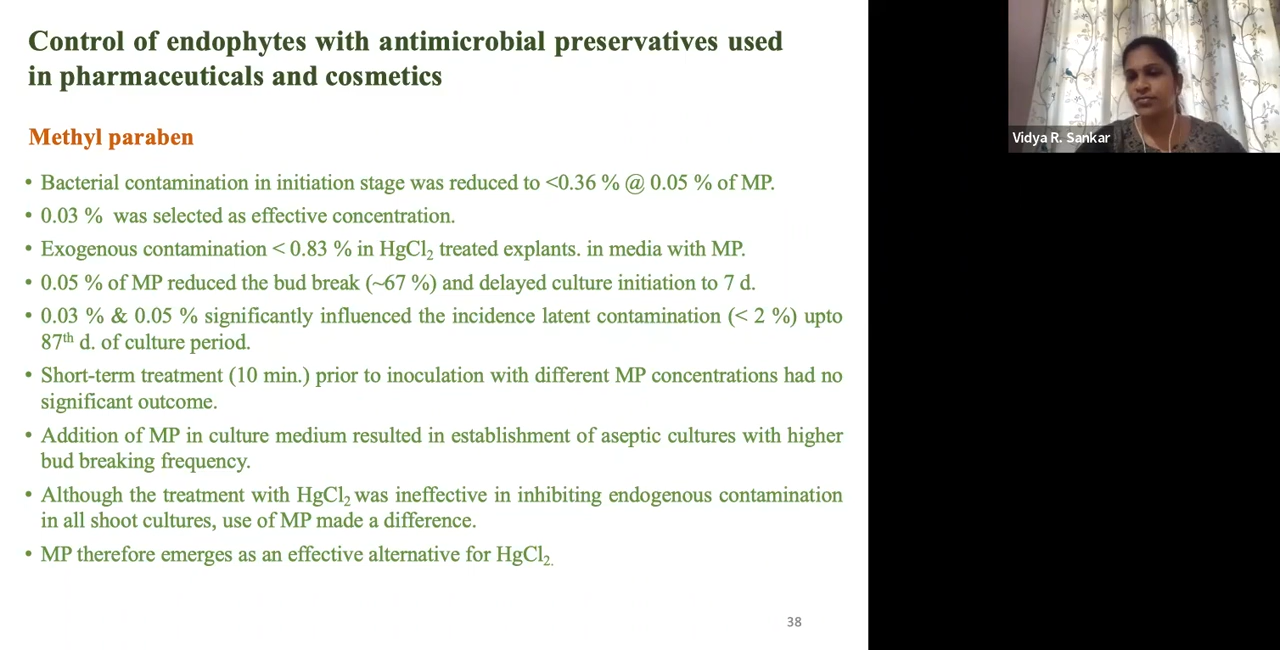 Control of endophytes with antimicrobial preservatives used
in pharmaceuticals and cosmetics
Methyl paraben
• Bacterial contamination in initiation stage was reduced to <0.36 % @ 0.05 % of MP.
• 0.03 % was selected as effective concentration.
• Exogenous contamination < 0.83 % in HgCl₂ treated explants. in media with MP.
• 0.05 % of MP reduced the bud break (~67 %) and delayed culture initiation to 7 d.
• 0.03 % & 0.05 % significantly influenced the incidence latent contamination (< 2 %) upto
87th d. of culture period.
• Short-term treatment (10 min.) prior to inoculation with different MP concentrations had no
significant outcome.
• Addition of MP in culture medium resulted in establishment of aseptic cultures with higher
bud breaking frequency.
• Although the treatment with HgCl₂ was ineffective in inhibiting endogenous contamination
in all shoot cultures, use of MP made a difference.
• MP therefore emerges as an effective alternative for HgCl₂.
38
Vidya R. Sankar